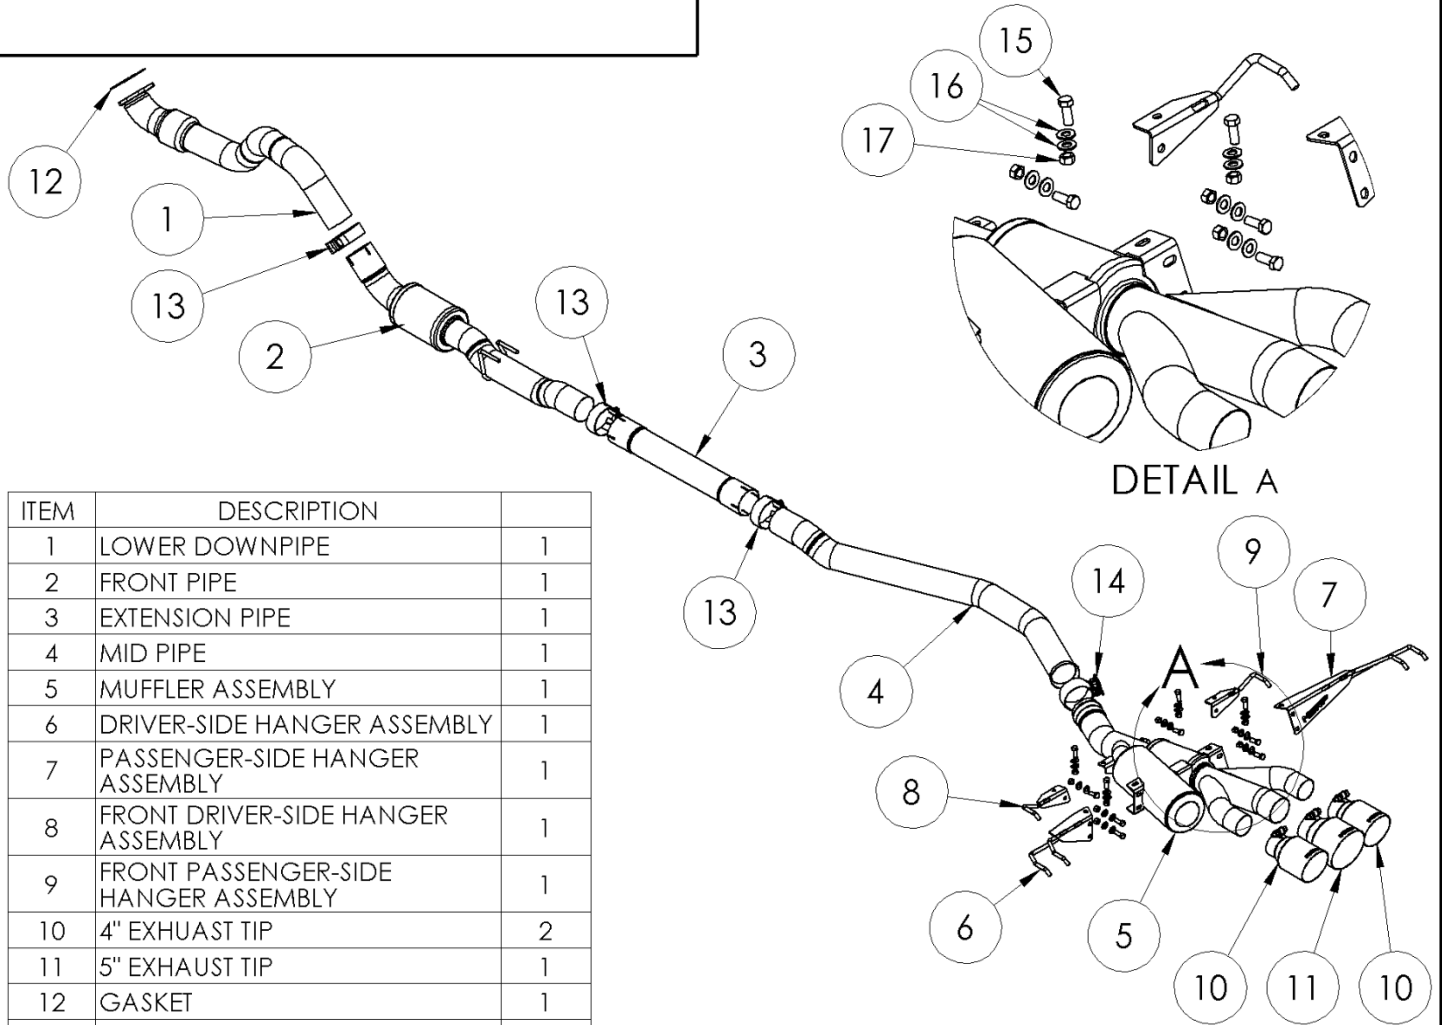 15
16
17
12
1
13
2
13
3
DETAIL A
ITEM DESCRIPTION
1 LOWER DOWNPIPE 1
2 FRONT PIPE 1
3 EXTENSION PIPE 1
4 MID PIPE 1
5 MUFFLER ASSEMBLY 1
6 DRIVER-SIDE HANGER ASSEMBLY 1
7 PASSENGER-SIDE HANGER
ASSEMBLY 1
8 FRONT DRIVER-SIDE HANGER
ASSEMBLY 1
9 FRONT PASSENGER-SIDE
HANGER ASSEMBLY 1
10 4" EXHUAST TIP 2
11 5" EXHAUST TIP 1
12 GASKET 1
13
14
9
7
A
4
8
6
5
10
11
10